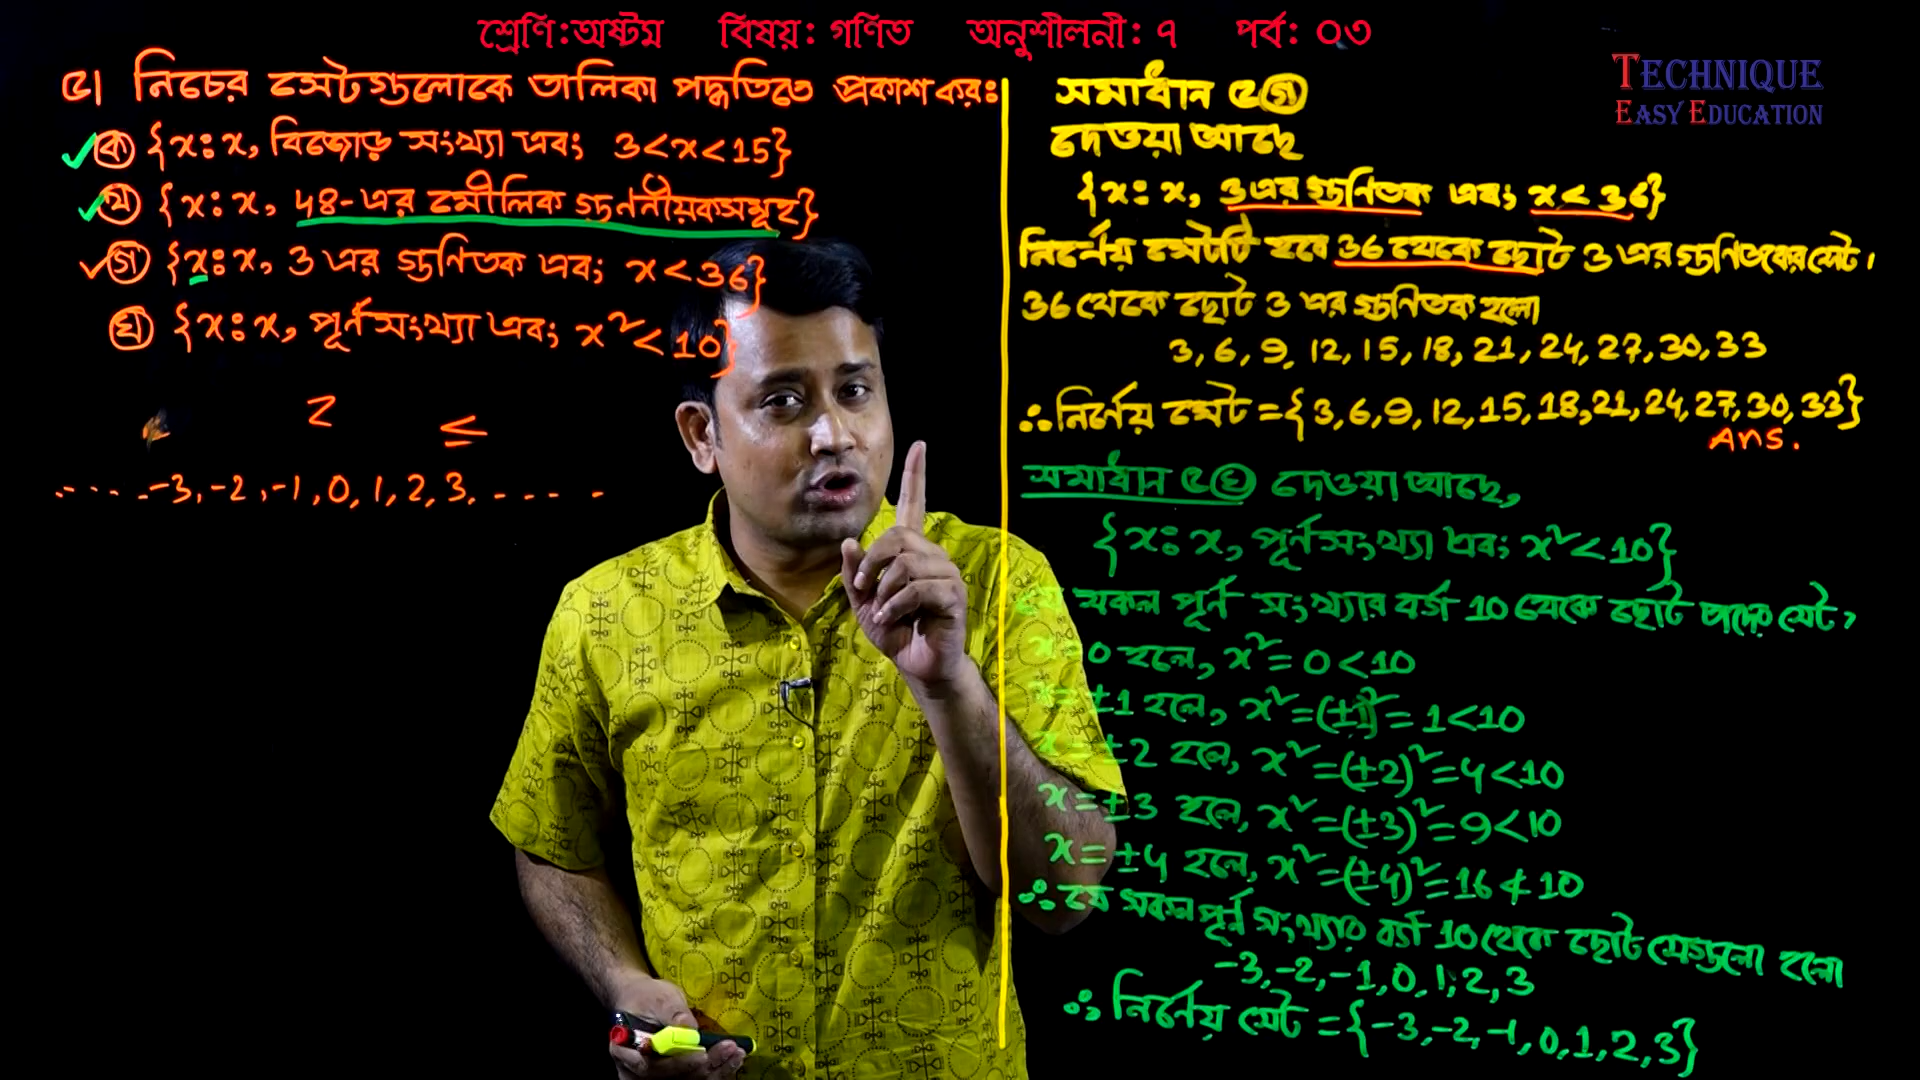 শ্রেণি:অষ্টম বিষয়: গণিত অনুশীলনী: ৭ পর্ব: ০৩
TECHNIQUE
EASY EDUCATION
৫। নিচের সেটগুলোকে তালিকা পদ্ধতিতে প্রকাশ কর:
ক {x:x, বিজোড় সংখ্যা এবং 3<x<15}
খ {x:x, 48-এর মৌলিক গুণনীয়কসমূহ}
গ {x:x, 3 এর গুণিতক এবং x<36}
ঘ {x:x, পূর্ণসংখ্যা এবং x²<10}
Z ≤
.....-3,-2,-1,0,1,2,3,.....
সমাধান ৫গ
দেওয়া আছে
{x:x, 3 এর গুণিতক এবং x<36}
নির্ণেয় সেটটি হবে 36 থেকে ছোট 3 এর গুণিতকের সেট।
36 থেকে ছোট 3 এর গুণিতক হলো
3,6,9,12,15,18,21,24,27,30,33
∴ নির্ণেয় সেট ={3,6,9,12,15,18,21,24,27,30,33}
Ans.
সমাধান ৫ঘ দেওয়া আছে,
{x:x, পূর্ণসংখ্যা এবং x²<10}
সকল পূর্ণ সংখ্যার বর্গ 10 থেকে ছোট তাদের সেট,
x=0 হলে, x²=0<10
x=±1 হলে, x²=(±1)²=1<10
x=±2 হলে, x²=(±2)²=4<10
x=±3 হলে, x²=(±3)²=9<10
x=±4 হলে, x²=(±4)²=16≮10
∴ যে সকল পূর্ণ সংখ্যার বর্গ 10 থেকে ছোট সেগুলো হলো
-3,-2,-1,0,1,2,3
∴ নির্ণেয় সেট ={-3,-2,-1,0,1,2,3}